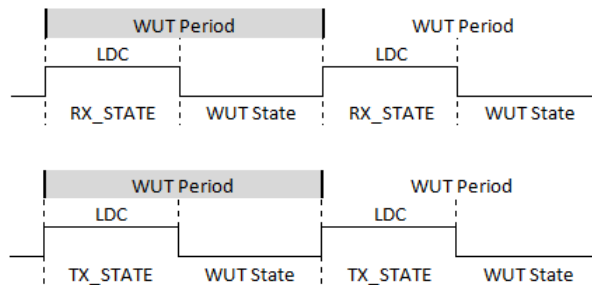 WUT Period WUT Period
LDC LDC
RX_STATE WUT State RX_STATE WUT State
WUT Period WUT Period
LDC LDC
TX_STATE WUT State TX_STATE WUT State